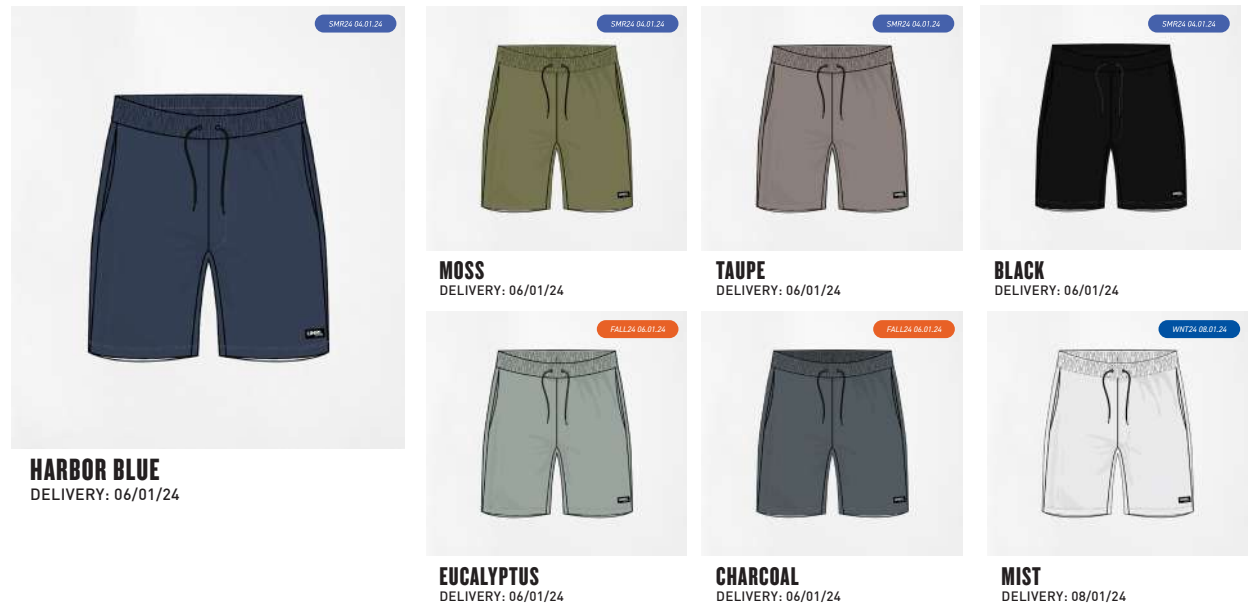 SMR24 04.01.24
HARBOR BLUE
DELIVERY: 06/01/24
SMR24 04.01.24
MOSS
DELIVERY: 06/01/24
SMR24 04.01.24
TAUPE
DELIVERY: 06/01/24
SMR24 04.01.24
BLACK
DELIVERY: 06/01/24
FALL24 06.01.24
EUCALYPTUS
DELIVERY: 06/01/24
FALL24 06.01.24
CHARCOAL
DELIVERY: 06/01/24
WNT24 08.01.24
MIST
DELIVERY: 08/01/24